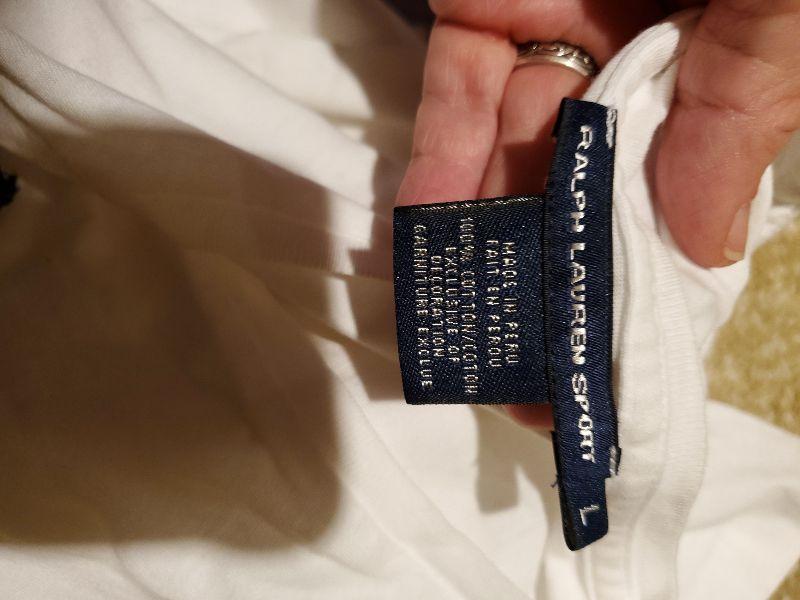 RALPH LAUREN SPORT
L
MADE IN PERU
FAIT EN PEROU
100% COTTON/COTON
EXCLUSIVE OF
DECORATION
GARNITURE EXCLUE